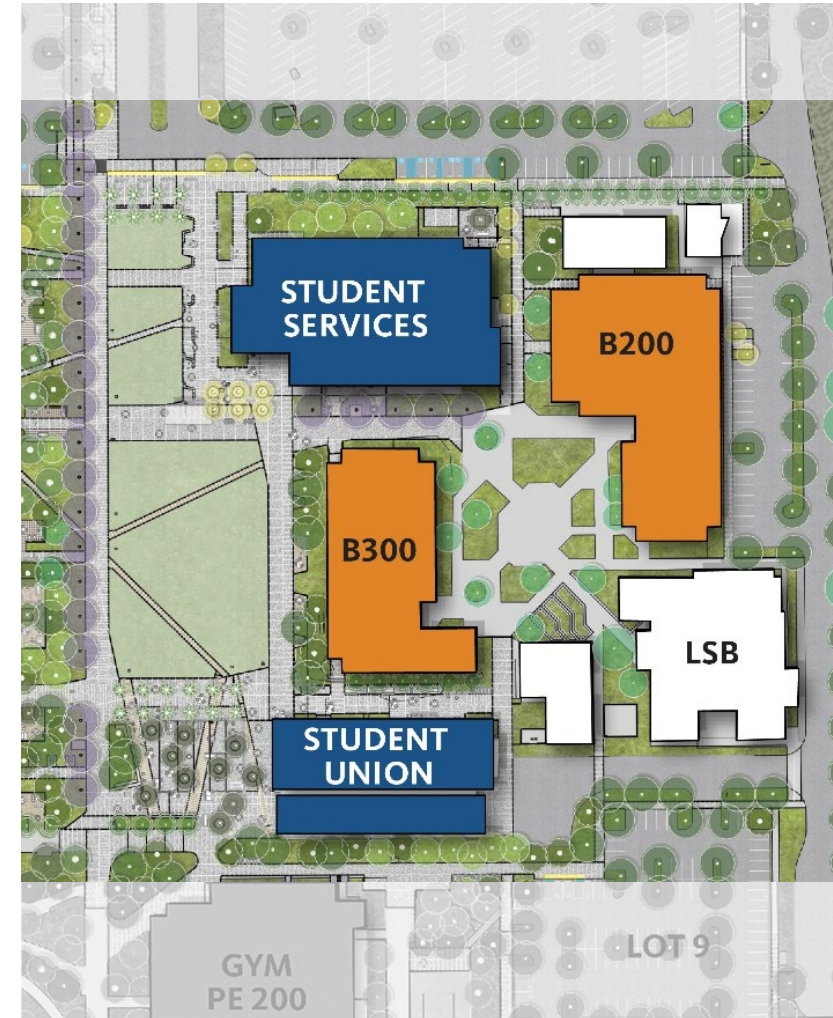 STUDENT
SERVICES
B200
B300
LSB
STUDENT
UNION
GYM
PE 200
LOT 9